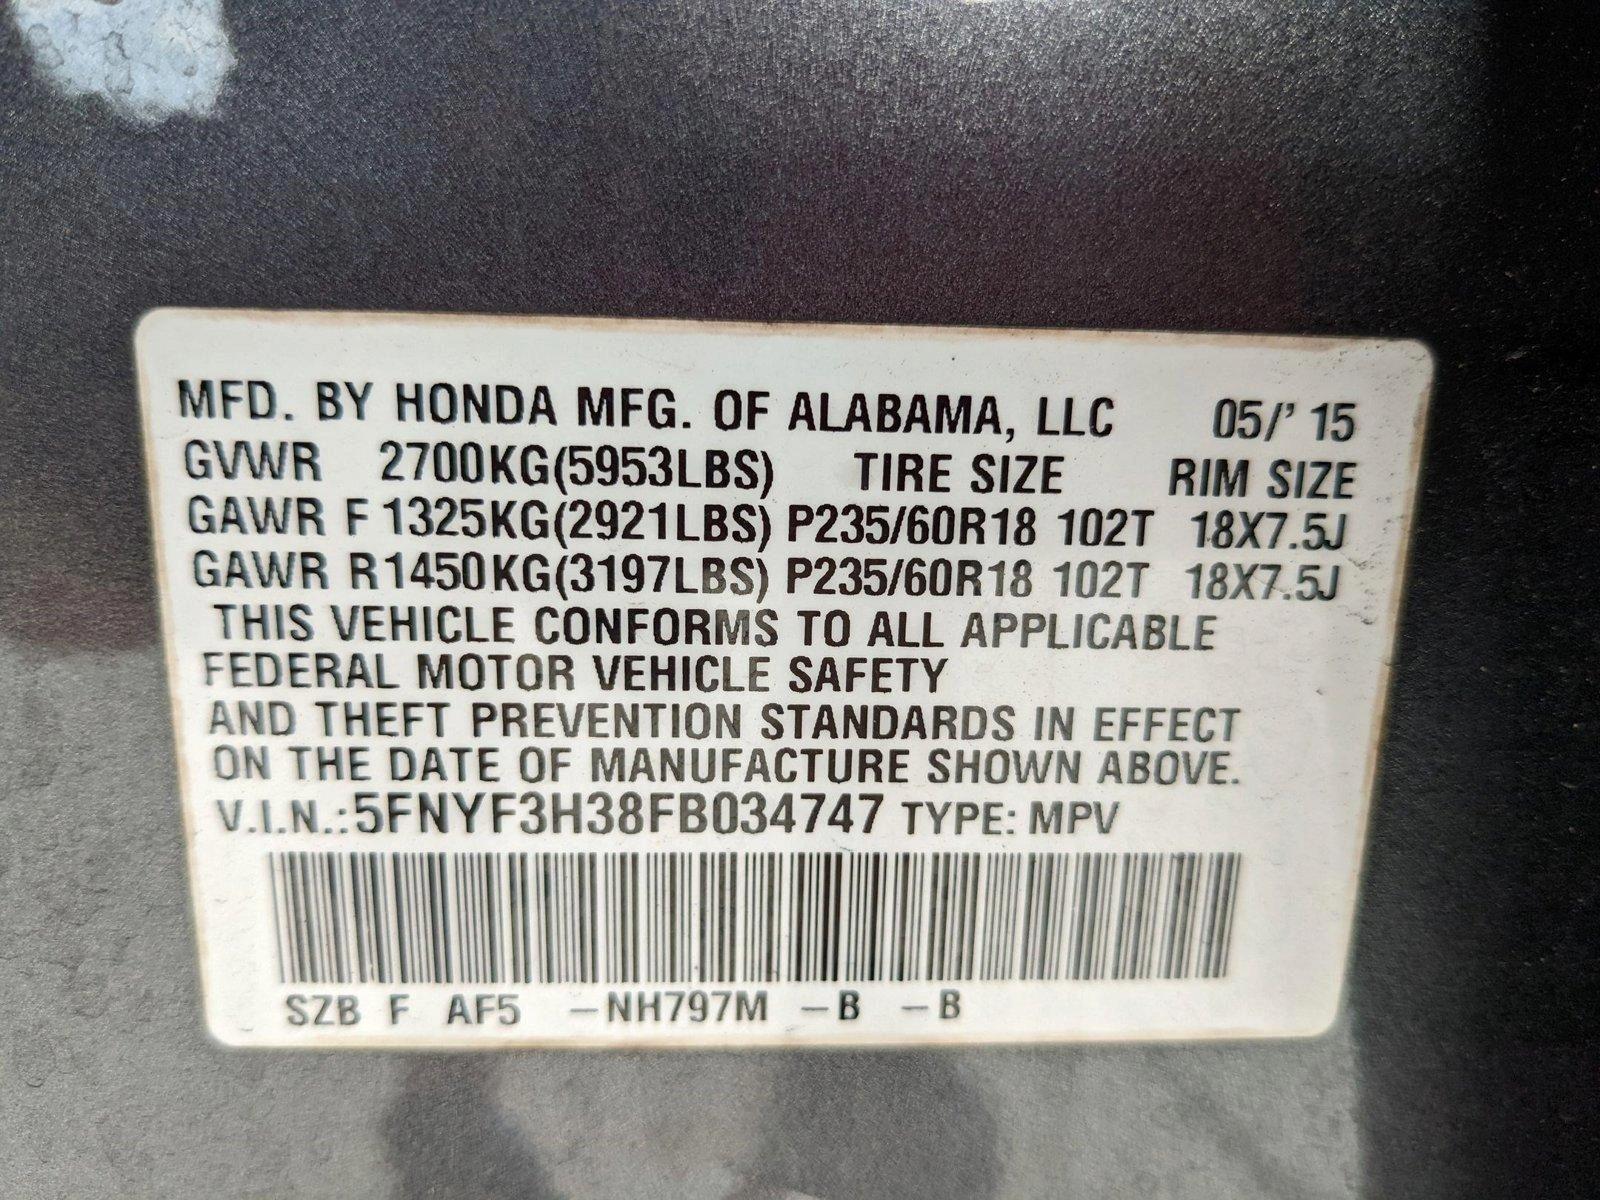 MFD. BY HONDA MFG. OF ALABAMA, LLC 05/' 15
GVWR 2700KG(5953LBS) TIRE SIZE RIM SIZE
GAWR F 1325KG(2921LBS) P235/60R18 102T 18X7.5J
GAWR R 1450KG(3197LBS) P235/60R18 102T 18X7.5J
THIS VEHICLE CONFORMS TO ALL APPLICABLE
FEDERAL MOTOR VEHICLE SAFETY
AND THEFT PREVENTION STANDARDS IN EFFECT
ON THE DATE OF MANUFACTURE SHOWN ABOVE.
V.I.N.:5FNYF3H38FB034747 TYPE: MPV
SZB F AF5 -NH797M -B -B